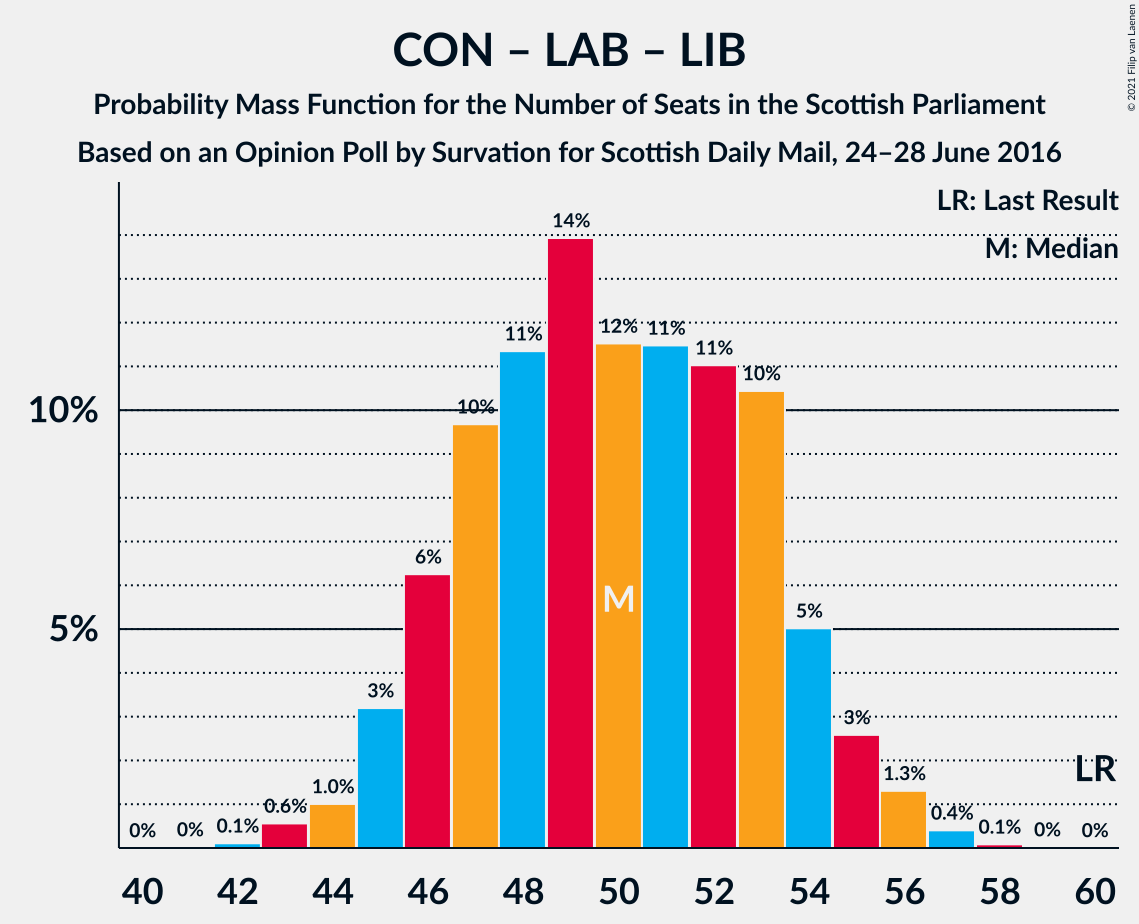 CON – LAB – LIB
Probability Mass Function for the Number of Seats in the Scottish Parliament
Based on an Opinion Poll by Survation for Scottish Daily Mail, 24–28 June 2016
© 2021 Filip van Laenen
LR: Last Result
M: Median
14%
12%
11%
11%
11%
10%
10%
10%
6%
M
5%
5%
3%
3%
LR
1.3%
1.0%
0.6%
0.4%
0% 0% 0.1% 0.1% 0% 0%
40 42 44 46 48 50 52 54 56 58 60